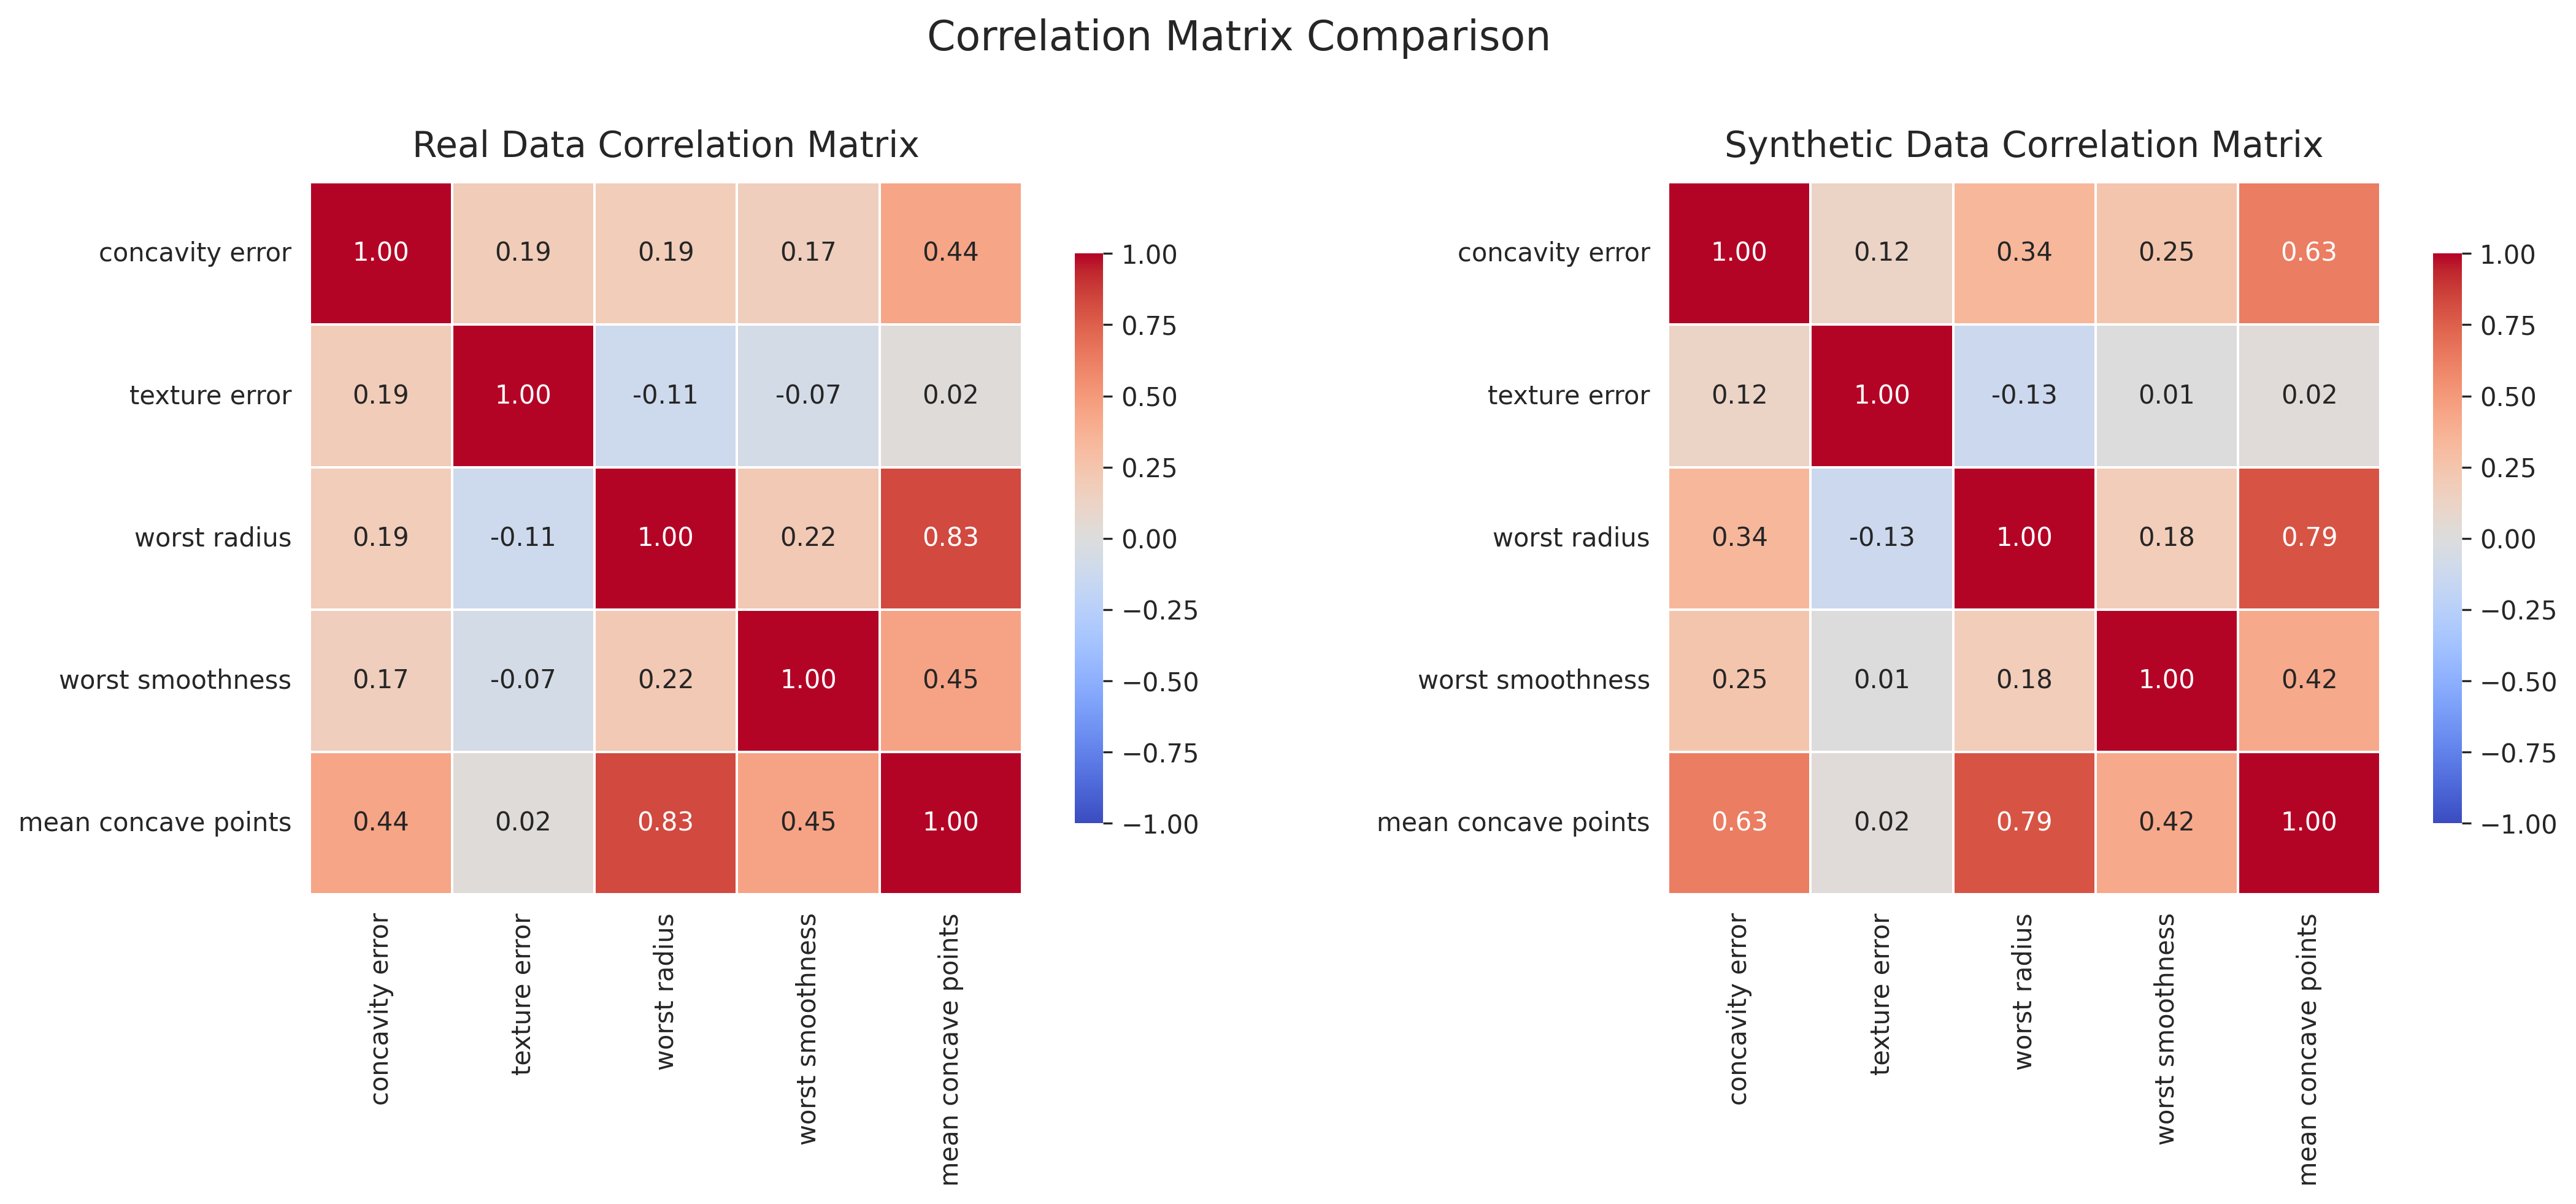 Correlation Matrix Comparison
Real Data Correlation Matrix
concavity error 1.00 0.19 0.19 0.17 0.44
texture error 0.19 1.00 -0.11 -0.07 0.02
worst radius 0.19 -0.11 1.00 0.22 0.83
worst smoothness 0.17 -0.07 0.22 1.00 0.45
mean concave points 0.44 0.02 0.83 0.45 1.00
concavity error
texture error
worst radius
worst smoothness
mean concave points
1.00
0.75
0.50
0.25
0.00
−0.25
−0.50
−0.75
−1.00
Synthetic Data Correlation Matrix
concavity error 1.00 0.12 0.34 0.25 0.63
texture error 0.12 1.00 -0.13 0.01 0.02
worst radius 0.34 -0.13 1.00 0.18 0.79
worst smoothness 0.25 0.01 0.18 1.00 0.42
mean concave points 0.63 0.02 0.79 0.42 1.00
concavity error
texture error
worst radius
worst smoothness
mean concave points
1.00
0.75
0.50
0.25
0.00
−0.25
−0.50
−0.75
−1.00